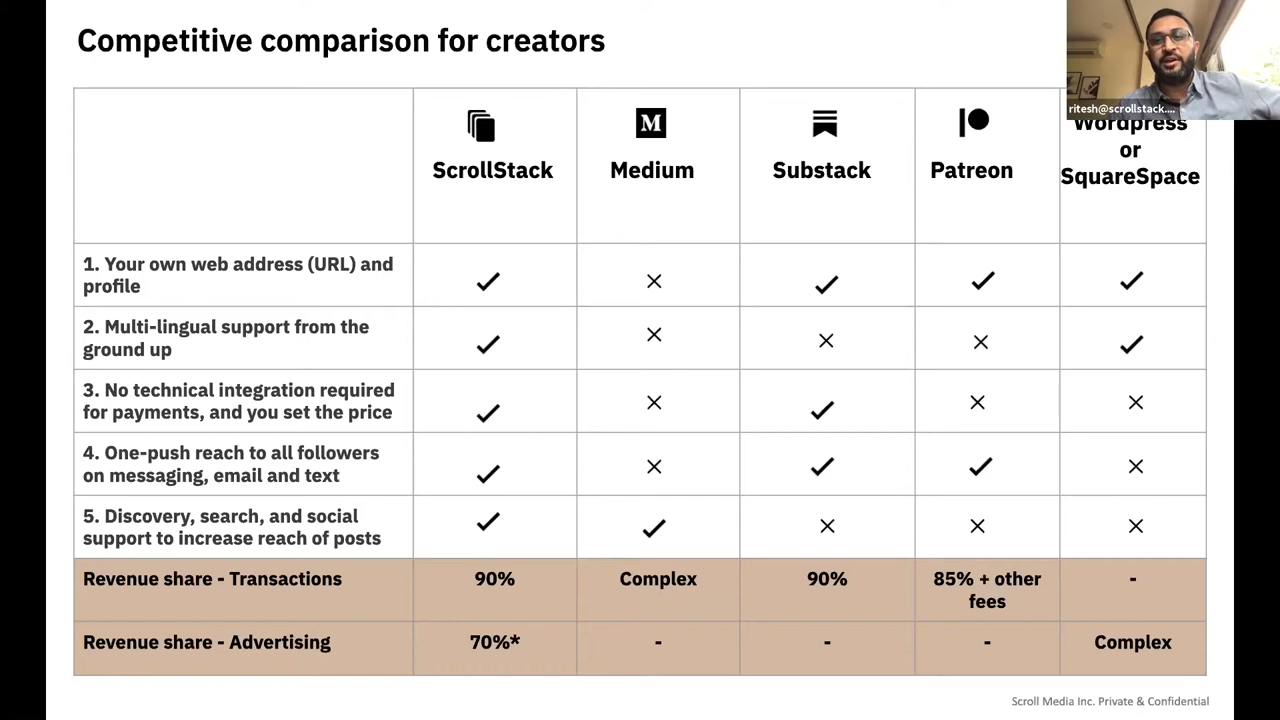 Competitive comparison for creators
ritesh@scrollstack....
M
ScrollStack
Medium
Substack
Patreon
Wordpress
or
SquareSpace
1. Your own web address (URL) and
profile
2. Multi-lingual support from the
ground up
3. No technical integration required
for payments, and you set the price
4. One-push reach to all followers
on messaging, email and text
5. Discovery, search, and social
support to increase reach of posts
Revenue share - Transactions
90%
Complex
90%
85% + other
fees
-
Revenue share - Advertising
70%*
-
-
-
Complex
Scroll Media Inc. Private & Confidential